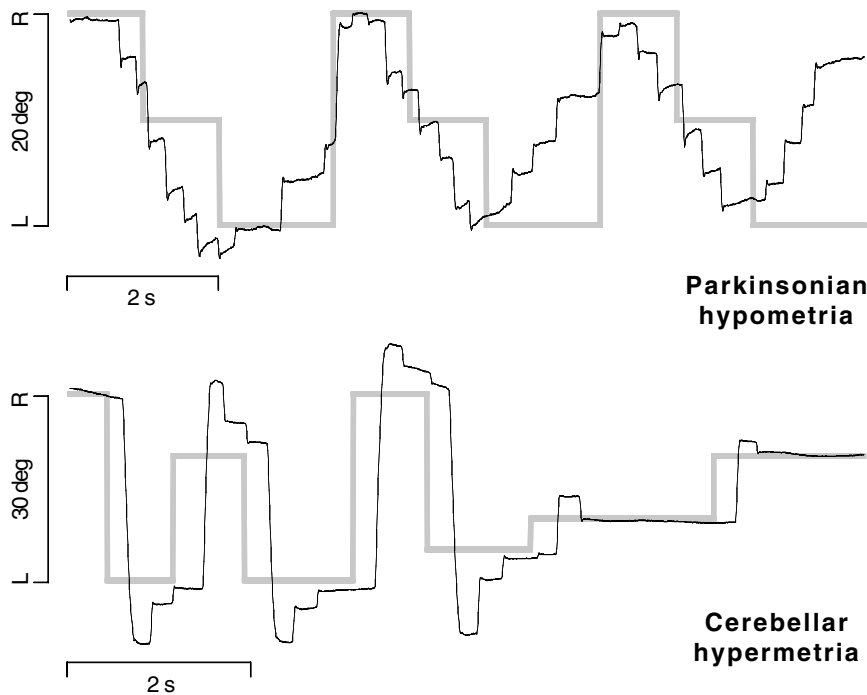 R
20 deg
L
2 s
Parkinsonian
hypometria
R
30 deg
L
2 s
Cerebellar
hypermetria